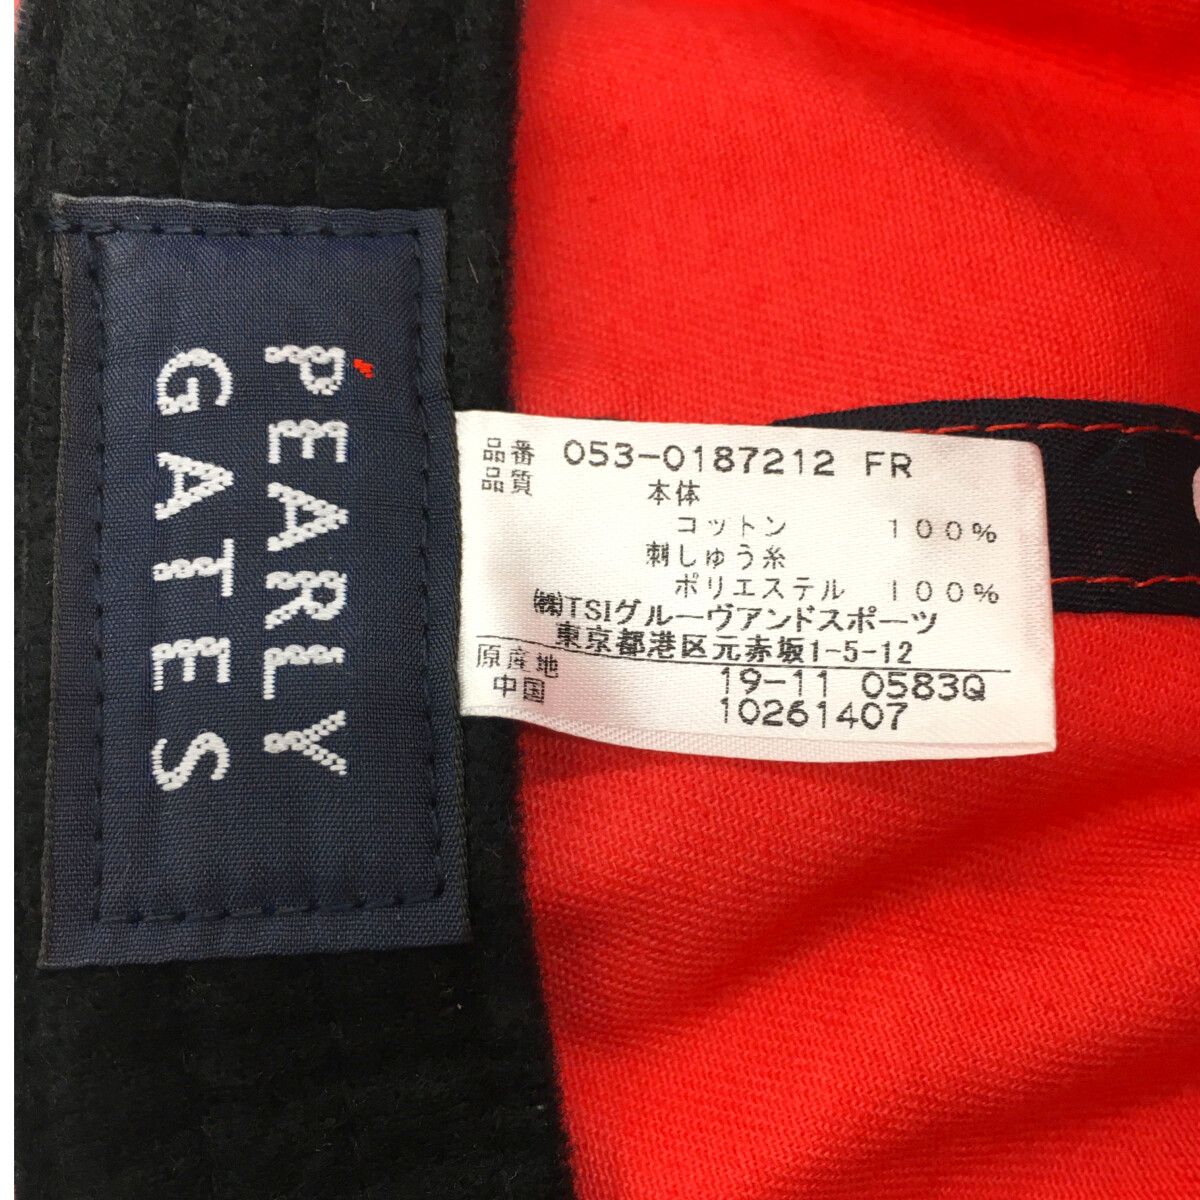 PEARLY
GATES
品番 053-0187212 FR
品質
本体
コットン 100%
刺しゅう糸
ポリエステル 100%
㈱TSIグルーヴアンドスポーツ
東京都港区元赤坂1-5-12
原産地 19-11 0583Q
中国 10261407